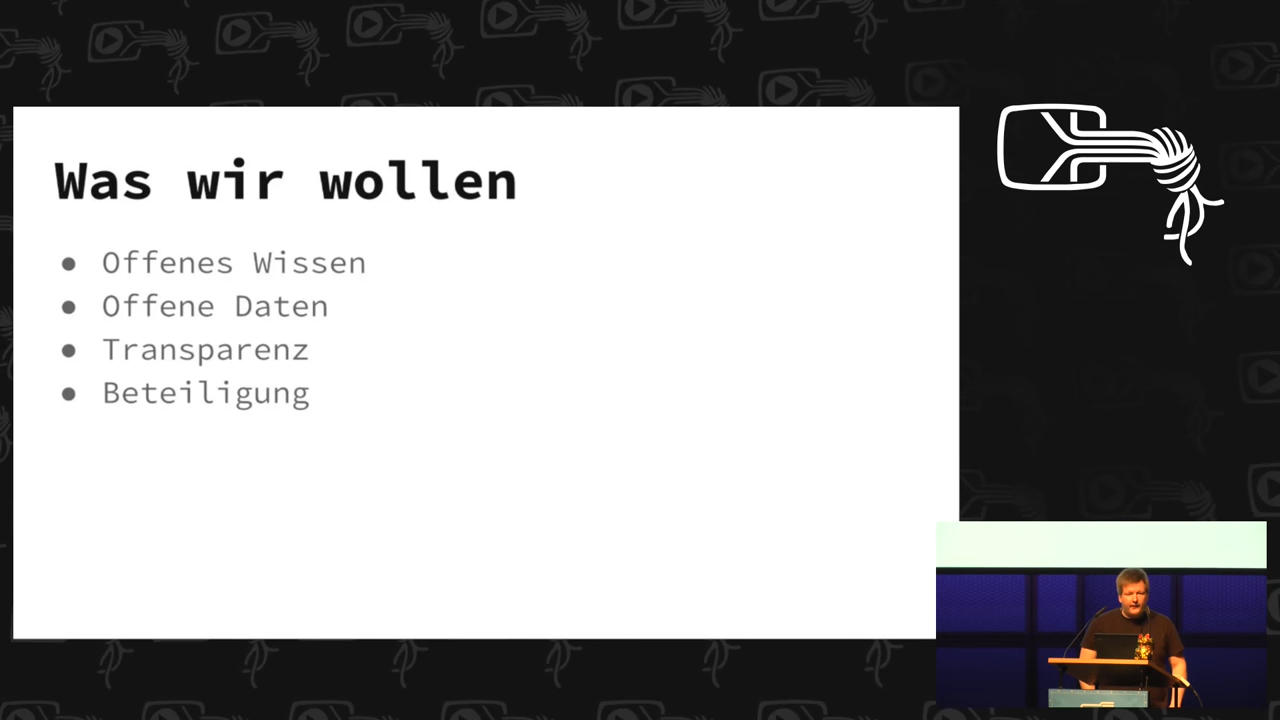 Was wir wollen
● Offenes Wissen
● Offene Daten
● Transparenz
● Beteiligung